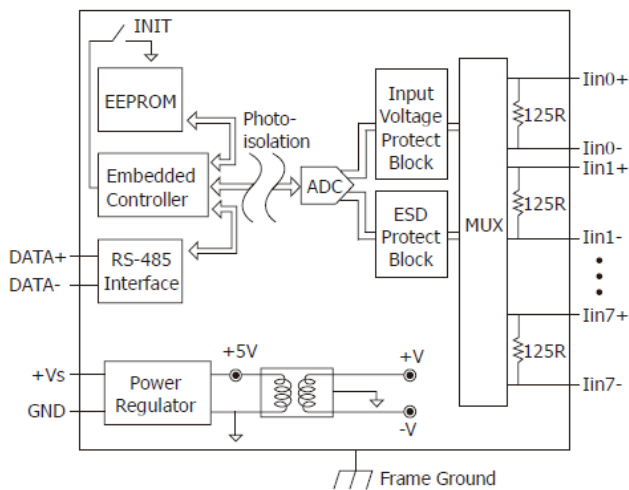 INIT
EEPROM
Photo-
isolation
Embedded
Controller
DATA+
DATA-
RS-485
Interface
ADC
Input
Voltage
Protect
Block
ESD
Protect
Block
MUX
Iin0+
125R
Iin0-
Iin1+
125R
Iin1-
Iin7+
125R
Iin7-
+Vs
GND
Power
Regulator
+5V
+V
-V
Frame Ground